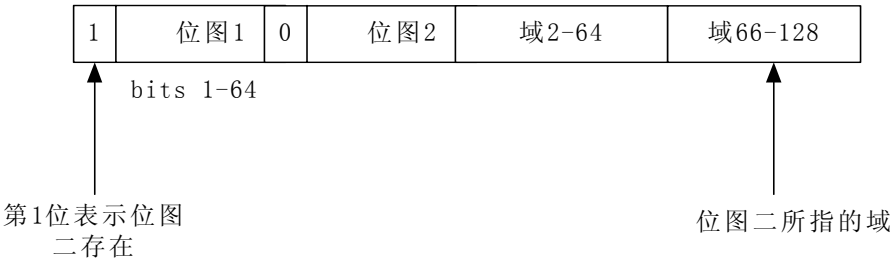 1 位图1 0 位图2 域2-64 域66-128
bits 1-64
第1位表示位图
二存在
位图二所指的域